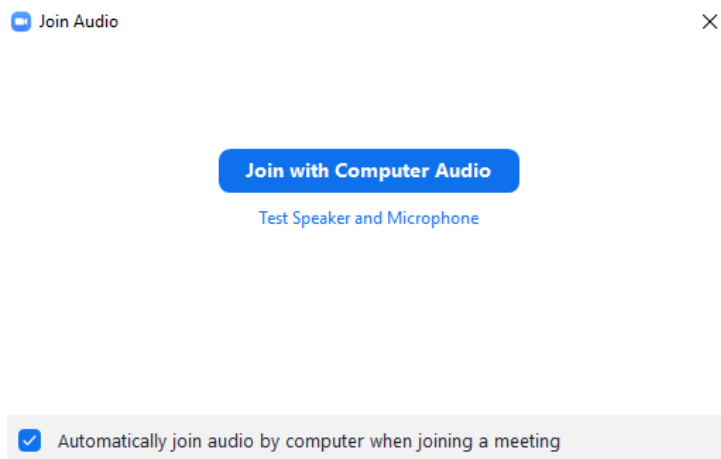 Join Audio
Join with Computer Audio
Test Speaker and Microphone
Automatically join audio by computer when joining a meeting